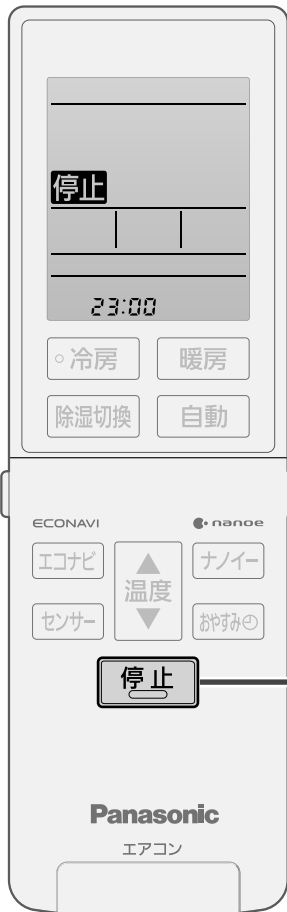 停止
23:00
冷房 暖房
除湿切換 自動
ECONAVI nanoe
エコナビ 温度 ナノイー
センサー おやすみ
停止
Panasonic
エアコン